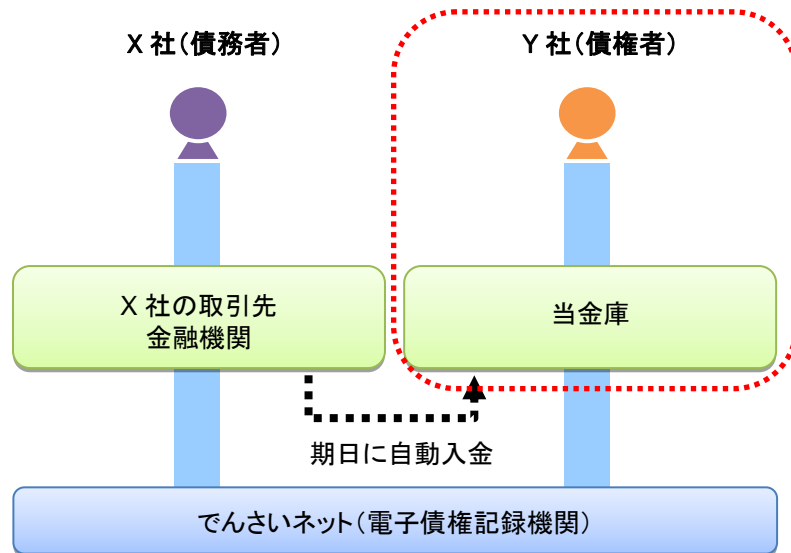 X 社(債務者)
Y 社(債権者)
X 社の取引先
金融機関
当金庫
期日に自動入金
でんさいネット(電子債権記録機関)